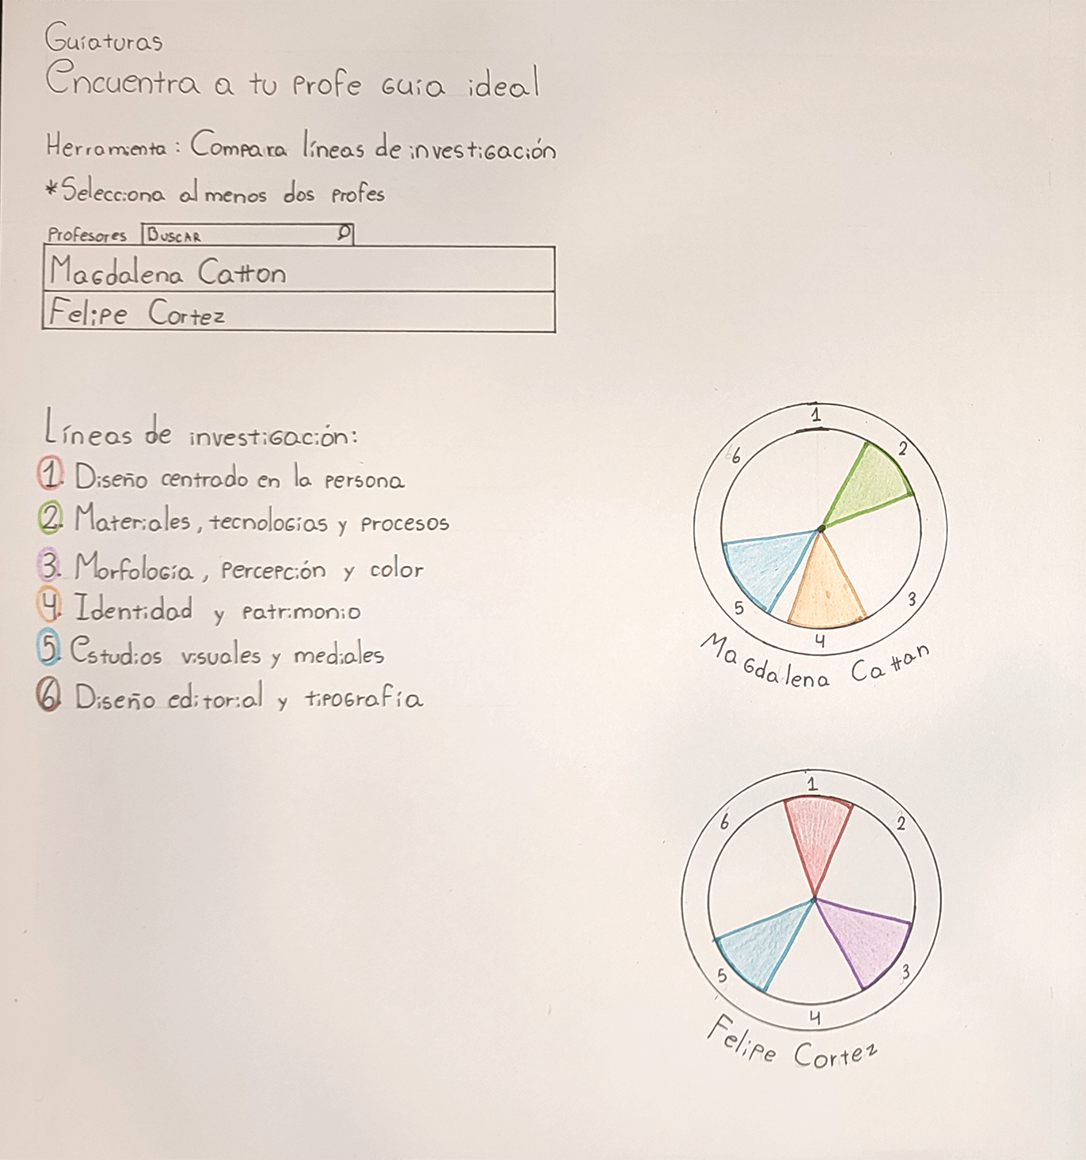 Guiaturas
Encuentra a tu profe guia ideal
Herramienta: Compara líneas de investigación
*Selecciona al menos dos profes
Profesores BUSCAR
Magdalena Catton
Felipe Cortez
Líneas de investigación:
1. Diseño centrado en la persona
2. Materiales, tecnologias y procesos
3. Morfología, percepción y color
4. Identidad y patrimonio
5. Estudios visuales y mediales
6. Diseño editorial y tipografía
1
2
3
4
5
6
Magdalena Cattan
1
2
3
4
5
6
Felipe Cortez